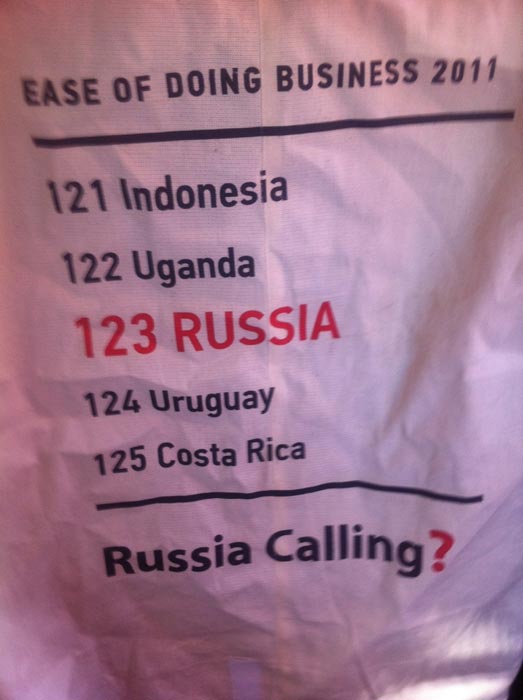 EASE OF DOING BUSINESS 2011
121 Indonesia
122 Uganda
123 RUSSIA
124 Uruguay
125 Costa Rica
Russia Calling?